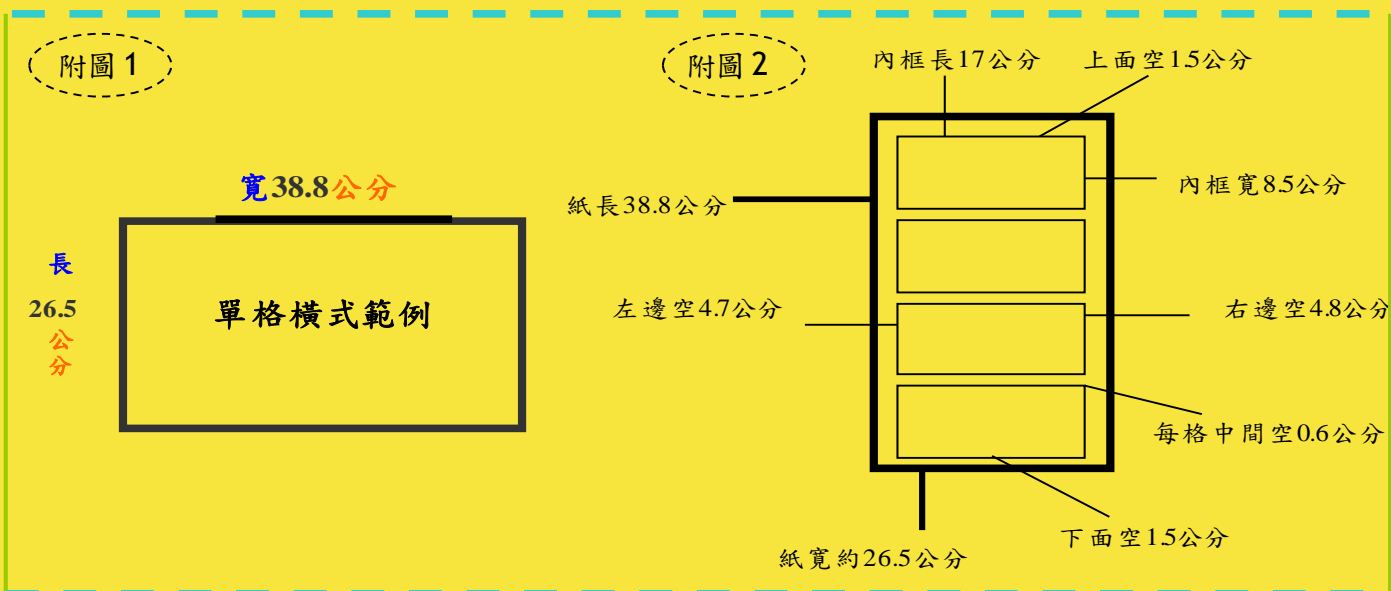 附圖1
寬38.8公分
長
26.5
公
分
單格橫式範例
附圖2
內框長17公分
上面空1.5公分
紙長38.8公分
內框寬8.5公分
左邊空4.7公分
右邊空4.8公分
每格中間空0.6公分
下面空1.5公分
紙寬約26.5公分